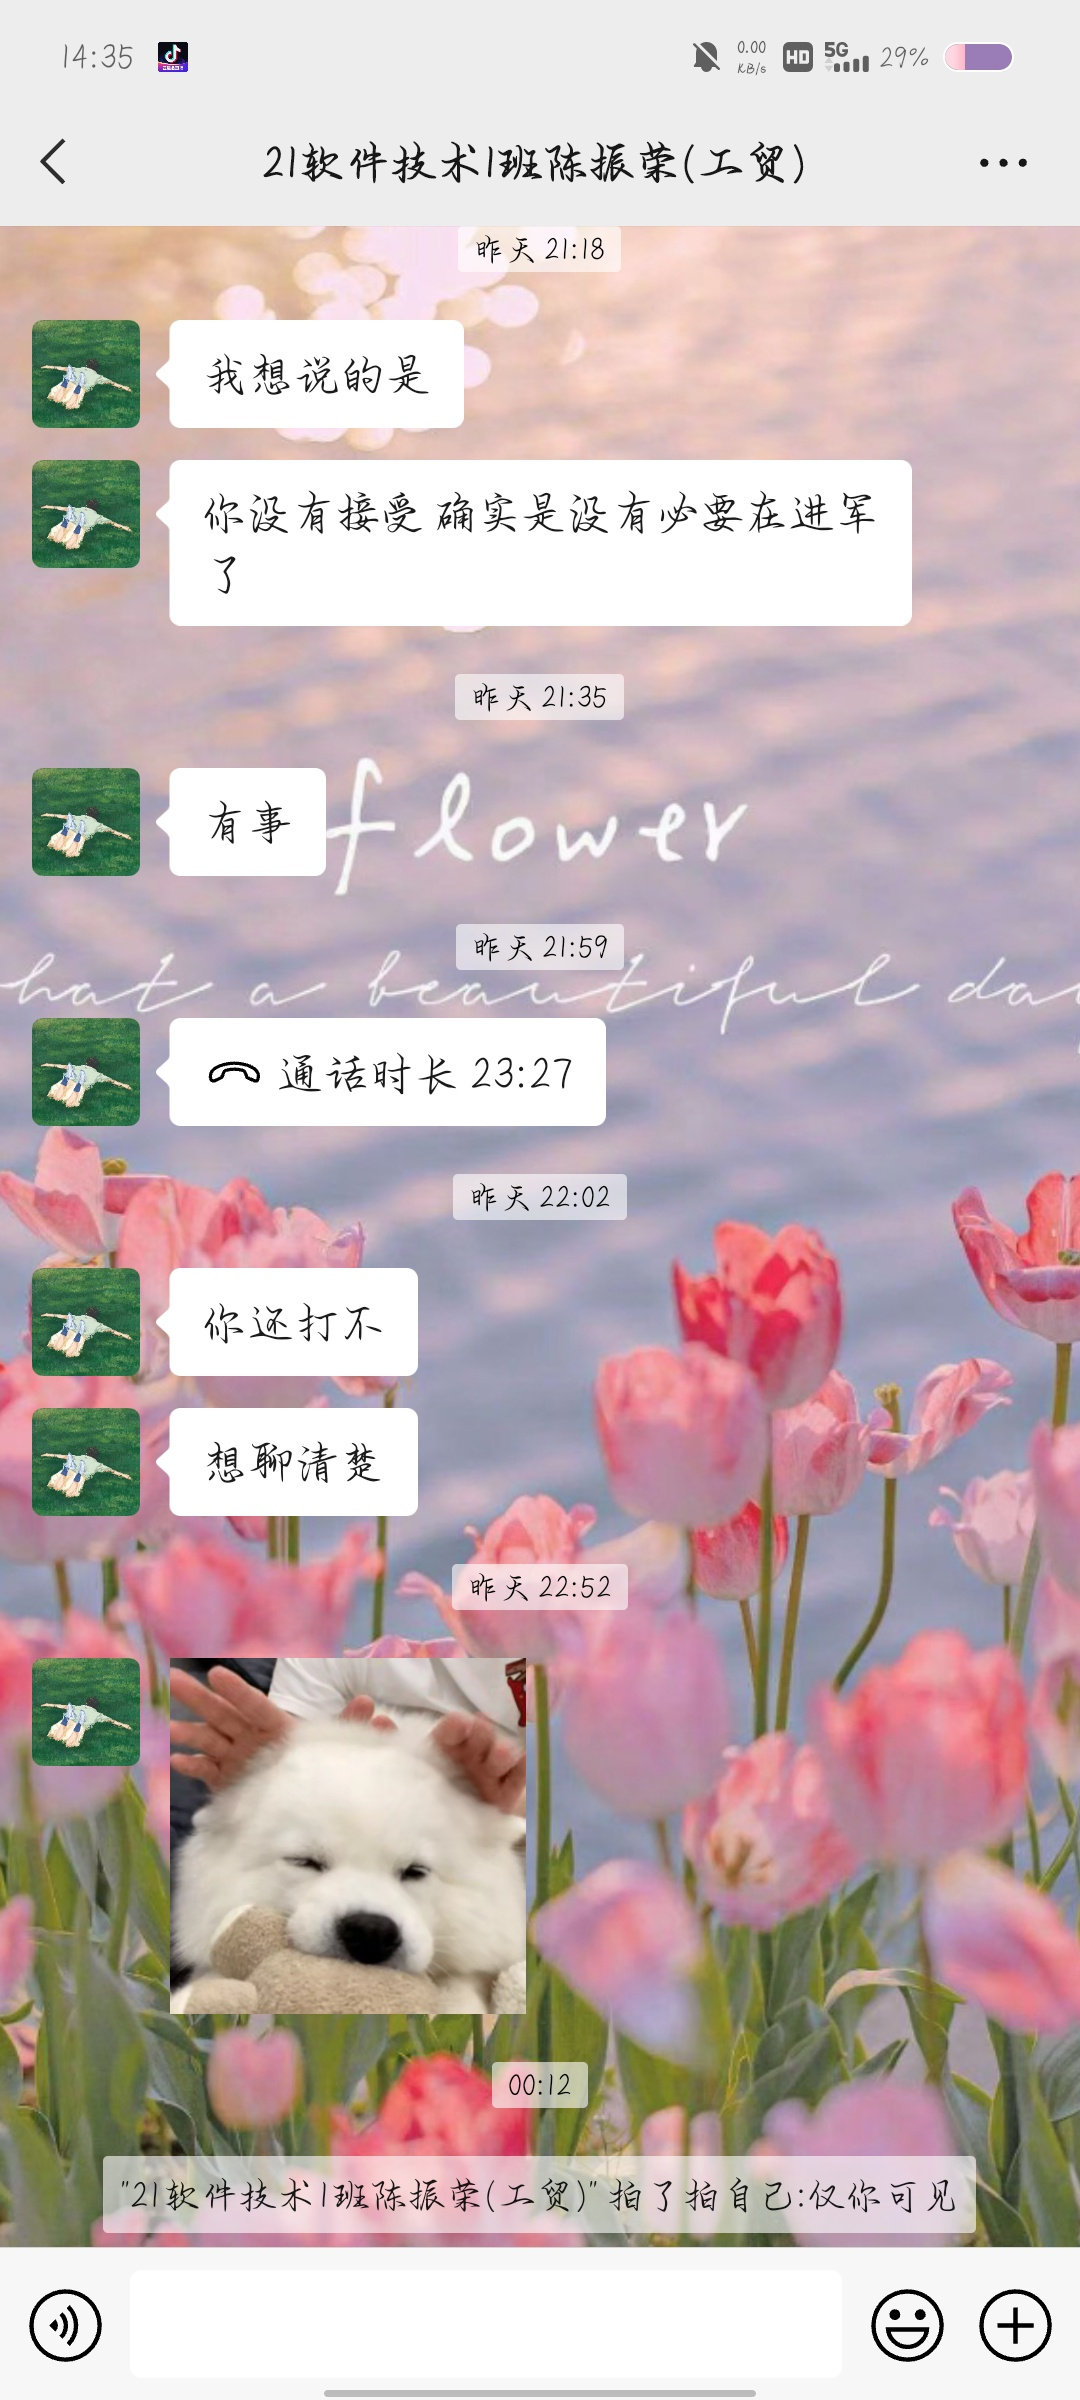 14:35
0.00
KB/s
HD
5G
29%
21软件技术1班陈振荣(工贸)
昨天 21:18
我想说的是
你没有接受 确实是没有必要在进军
了
昨天 21:35
有事
flower
昨天 21:59
hat a beautiful da
通话时长 23:27
昨天 22:02
你还打不
想聊清楚
昨天 22:52
00:12
"21软件技术1班陈振荣(工贸)" 拍了拍自己:仅你可见